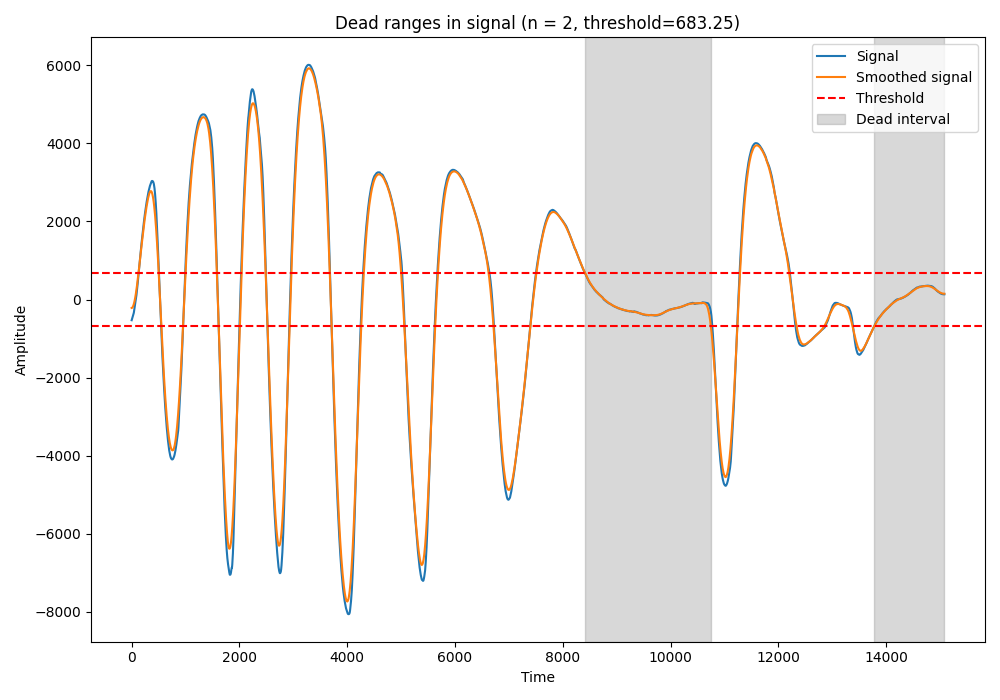 Dead ranges in signal (n = 2, threshold=683.25)
Signal
Smoothed signal
Threshold
Dead interval
6000
4000
2000
0
−2000
−4000
−6000
−8000
Amplitude
0 2000 4000 6000 8000 10000 12000 14000
Time